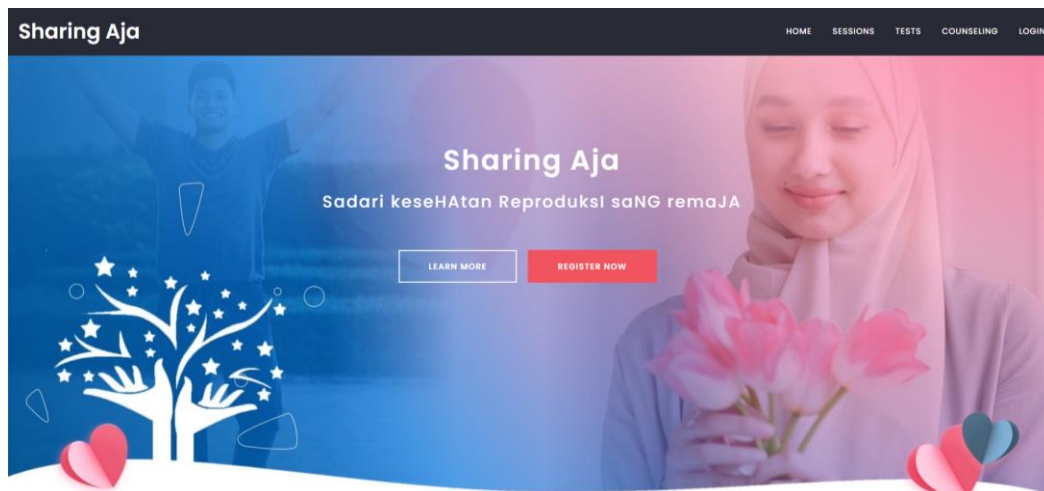 Sharing Aja
HOME SESSIONS TESTS COUNSELING LOGIN
Sharing Aja
Sadari keseHAtan ReproduksI saNG remaJA
LEARN MORE REGISTER NOW